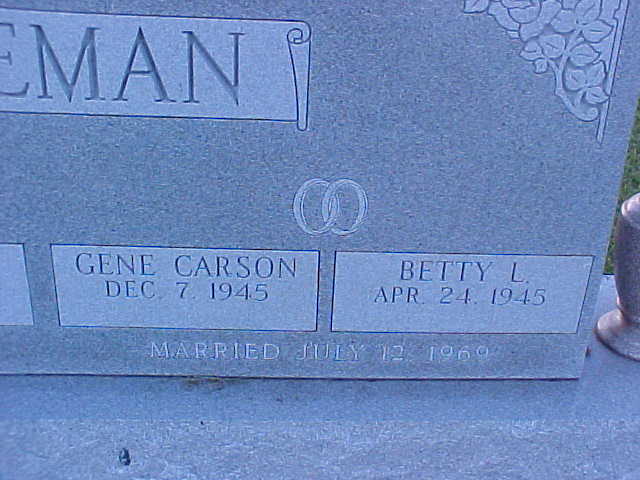 EMAN
GENE CARSON
DEC. 7. 1945
BETTY L.
APR. 24. 1945
MARRIED JULY 12. 1969